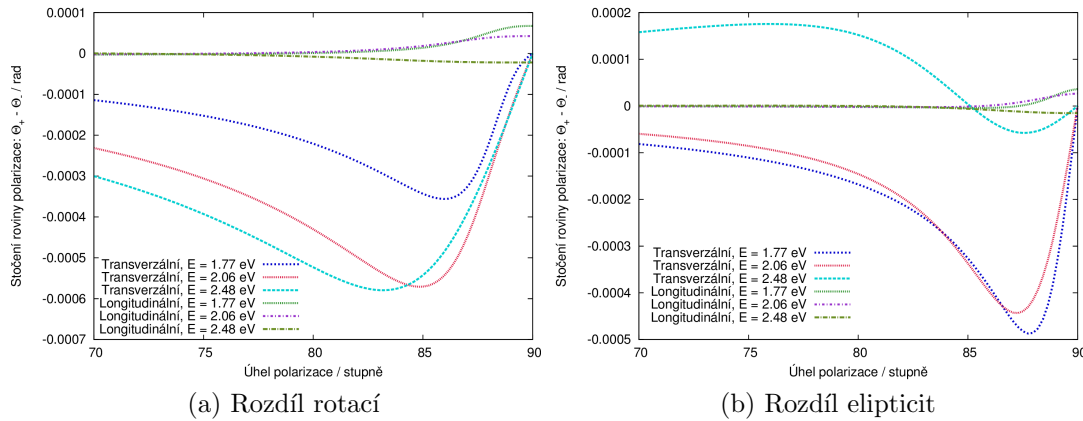 0.0002
0.0001
0
-0.0001
-0.0002
-0.0003
-0.0004
-0.0005
-0.0006
-0.0007
70
75
80
85
90
Stočení roviny polarizace: Θ+ - Θ- / rad
Úhel polarizace / stupně
Transverzální, E = 1.77 eV
Transverzální, E = 2.06 eV
Transverzální, E = 2.48 eV
Longitudinální, E = 1.77 eV
Longitudinální, E = 2.06 eV
Longitudinální, E = 2.48 eV
(a) Rozdíl rotací
0.0002
0.0001
0
-0.0001
-0.0002
-0.0003
-0.0004
-0.0005
70
75
80
85
90
Stočení roviny polarizace: Θ+ - Θ- / rad
Úhel polarizace / stupně
Transverzální, E = 1.77 eV
Transverzální, E = 2.06 eV
Transverzální, E = 2.48 eV
Longitudinální, E = 1.77 eV
Longitudinální, E = 2.06 eV
Longitudinální, E = 2.48 eV
(b) Rozdíl elipticit